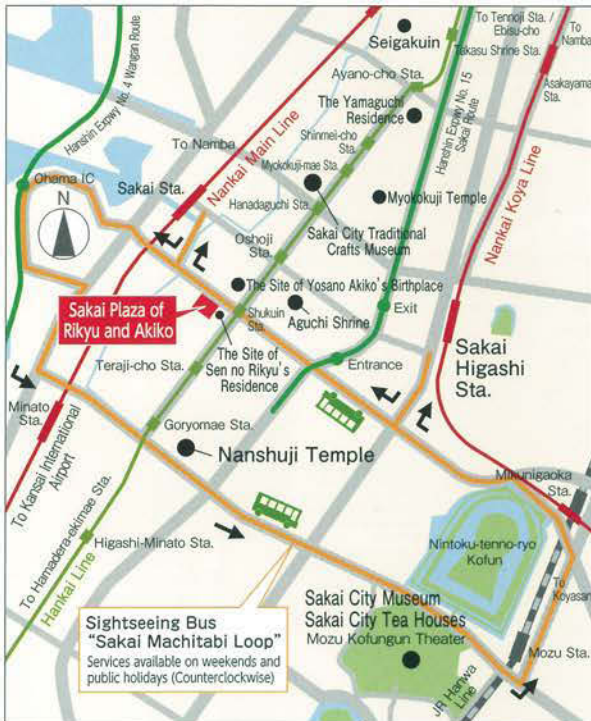 To Tennoji Sta. /
Ebisu-cho
To
Namba
Seigakuin
Takasu Shrine Sta.
Asakayama
Sta.
Hanshin Expwy No. 4 Wangan Route
Ayano-cho Sta.
The Yamaguchi
Residence
Hanshin Expwy No. 15
Sakai Route
Shinmei-cho
Sta.
To Namba
Nankai Main Line
Myokokuji-mae Sta.
Nankai Koya Line
Ohama IC
Sakai Sta.
Hanadaguchi Sta.
Myokokuji Temple
N
Sakai City Traditional
Crafts Museum
Oshoji
Sta.
The Site of Yosano Akiko's Birthplace
Sakai Plaza of
Rikyu and Akiko
Shukuin
Sta.
Aguchi Shrine
Exit
The Site of
Sen no Rikyu's
Residence
Sakai
Higashi
Sta.
Teraji-cho Sta.
Entrance
Minato
Sta.
Goryomae Sta.
To Kansai International
Airport
Nanshuji Temple
Mikunigaoka
Sta.
To Hamadera-ekimae Sta.
Hankai Line
Higashi-Minato Sta.
Nintoku-tenno-ryo
Kofun
To
Koyasan
Sightseeing Bus
"Sakai Machitabi Loop"
Services available on weekends and
public holidays (Counterclockwise)
Sakai City Museum
Sakai City Tea Houses
Mozu Kofungun Theater
Mozu Sta.
JR Hanwa
Line